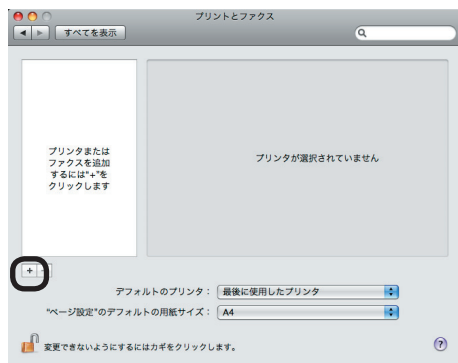 プリントとファクス
すべてを表示
プリンタまたは
ファクスを追加
するには"+"を
クリックします
プリンタが選択されていません
+ −
デフォルトのプリンタ： 最後に使用したプリンタ
"ページ設定"のデフォルトの用紙サイズ： A4
変更できないようにするにはカギをクリックします。 ?